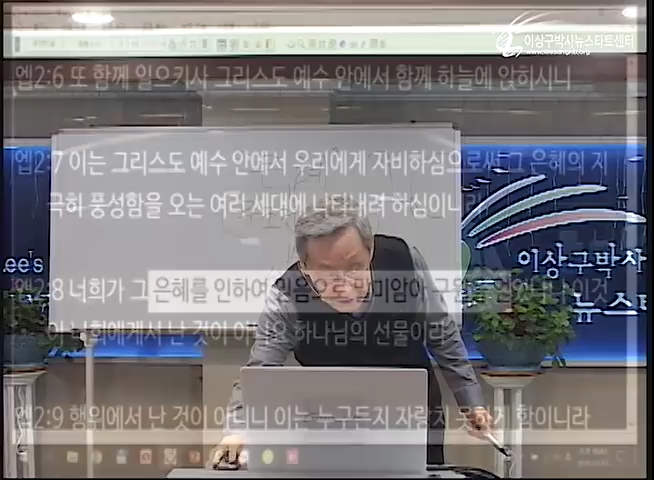 이상구박사뉴스타트센터
엡2:6 또 함께 일으키사 그리스도 예수 안에서 함께 하늘에 앉히시니
엡2:7 이는 그리스도 예수 안에서 우리에게 자비하심으로써 그 은혜의 지
극히 풍성함을 오는 여러 세대에 나타내려 하심이니라
Lee's
이상구박사
엡2:8 너희가 그 은혜를 인하여 믿음으로 말미암아 구원을
뉴스타
너희에게서 난 것이 아니요 하나님의 선물이라
엡2:9 행위에서 난 것이 아니니 이는 누구든지 자랑치 못하게 함이니라